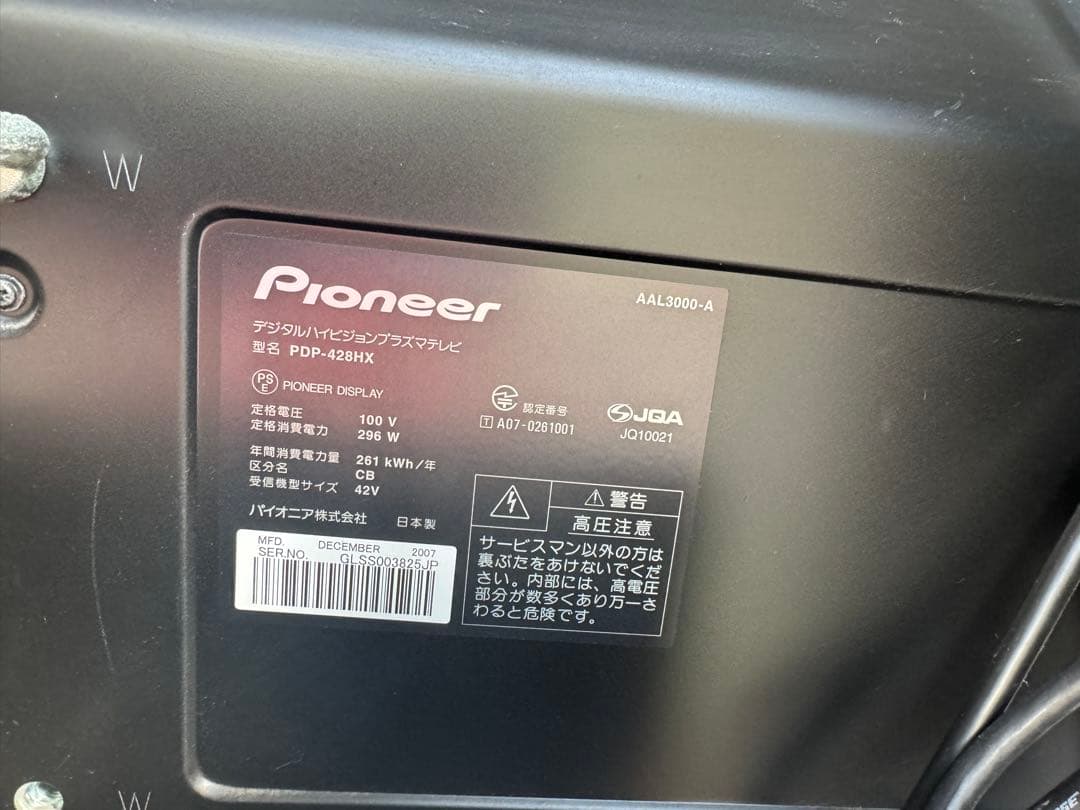 W
Pioneer
AAL3000-A
デジタルハイビジョンプラズマテレビ
型名 PDP-428HX
PS E PIONEER DISPLAY
定格電圧 100 V
定格消費電力 296 W
年間消費電力量 261 kWh/年
区分名 CB
受信機型サイズ 42V
パイオニア株式会社 日本製
認定番号
T A07-0261001
JQA
JQ10021
MFD. DECEMBER 2007
SER.NO. GLSS003825JP
警告
高圧注意
サービスマン以外の方は
裏ぶたをあけないでくだ
さい。内部には、高電圧
部分が数多くあり万一さ
わると危険です。
W